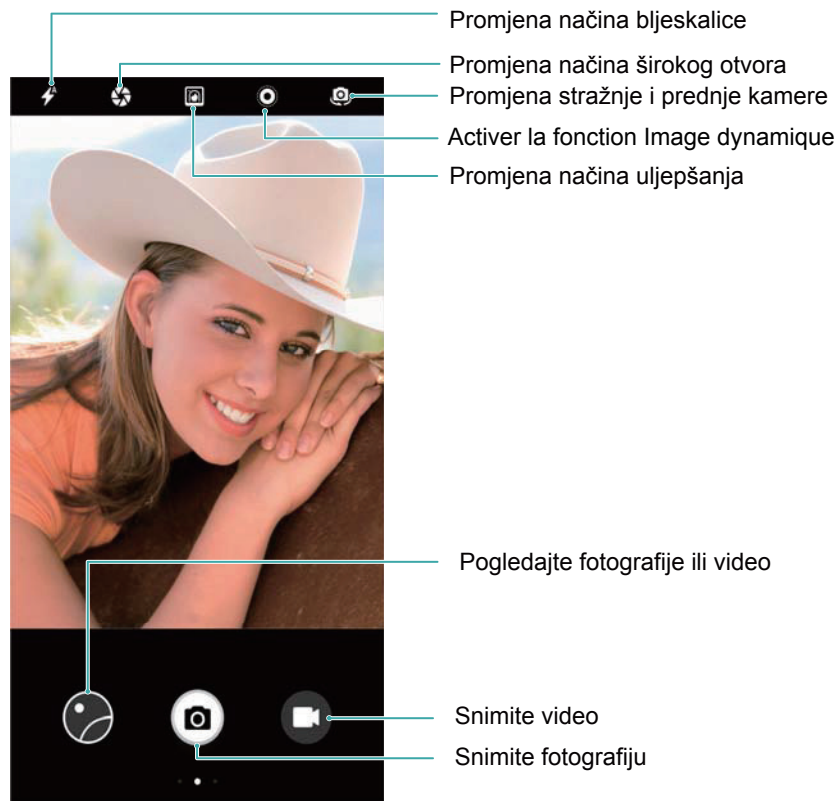 Promjena načina bljeskalice
Promjena načina širokog otvora
Promjena stražnje i prednje kamere
Activer la fonction Image dynamique
Promjena načina uljepšanja
Pogledajte fotografije ili video
Snimite video
Snimite fotografiju